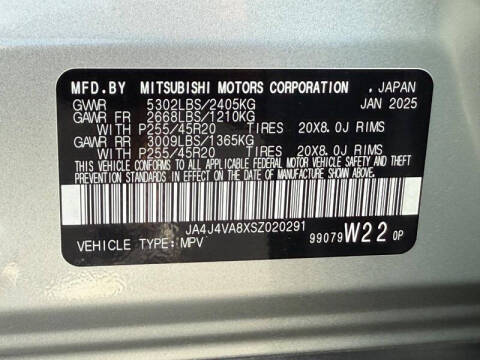 MFD.BY MITSUBISHI MOTORS CORPORATION , JAPAN
GVWR 5302LBS/2405KG JAN 2025
GAWR FR 2668LBS/1210KG
WITH P255/45R20 TIRES 20X8.0J RIMS
GAWR RR 3009LBS/1365KG
WITH P255/45R20 TIRES 20X8.0J RIMS
THIS VEHICLE CONFORMS TO ALL APPLICABLE FEDERAL MOTOR VEHICLE SAFETY AND THEFT
PREVENTION STANDARDS IN EFFECT ON THE DATE OF MANUFACTURE SHOWN ABOVE.
JA4J4VA8XSZ020291
VEHICLE TYPE: MPV 99079 W22 0P